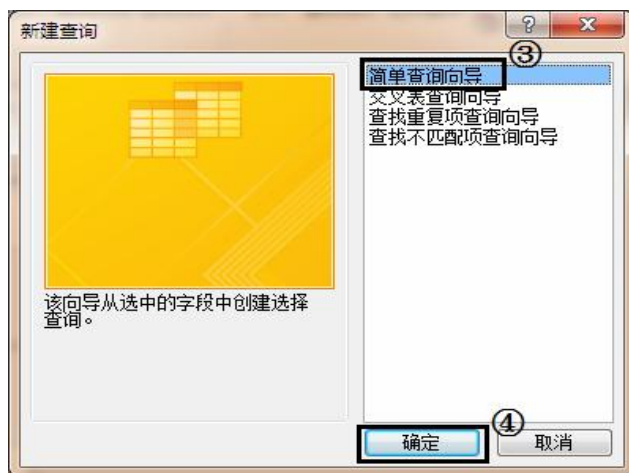 新建查询
③
简单查询向导
交叉表查询向导
查找重复项查询向导
查找不匹配项查询向导
该向导从选中的字段中创建选择
查询。
④
确定
取消